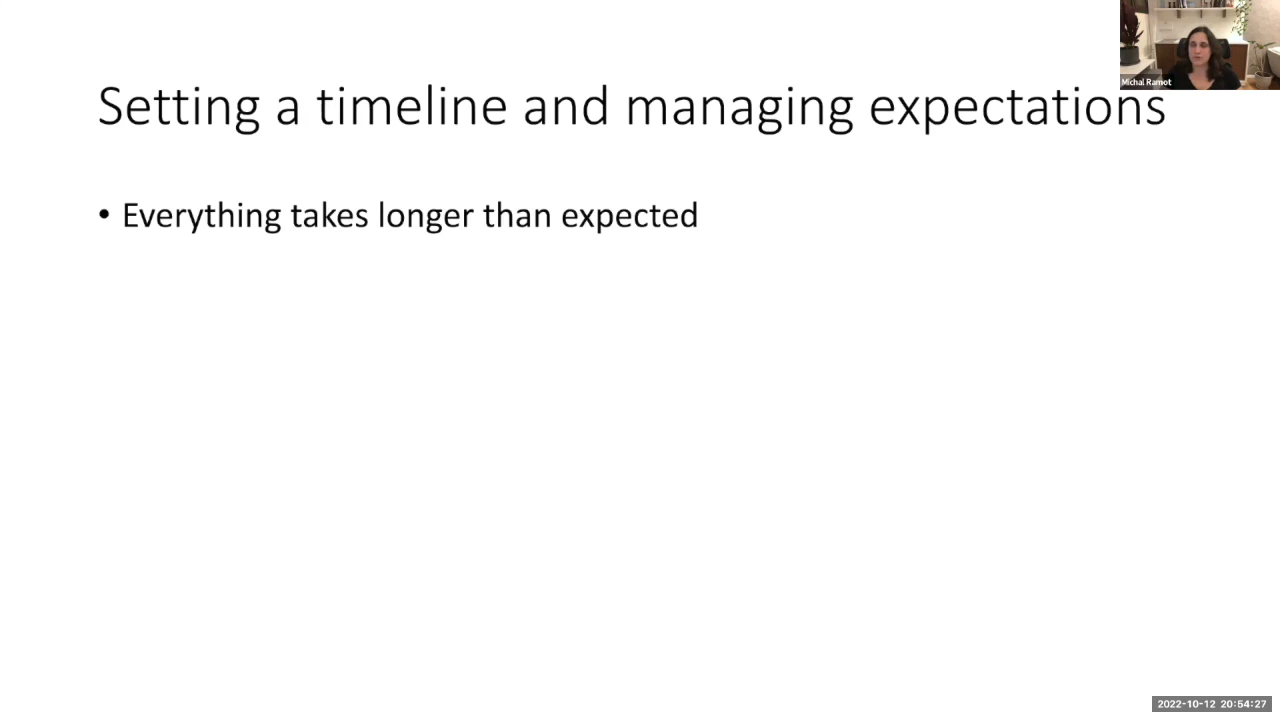 Michal Ramot
Setting a timeline and managing expectations
• Everything takes longer than expected
2022-10-12 20:54:27